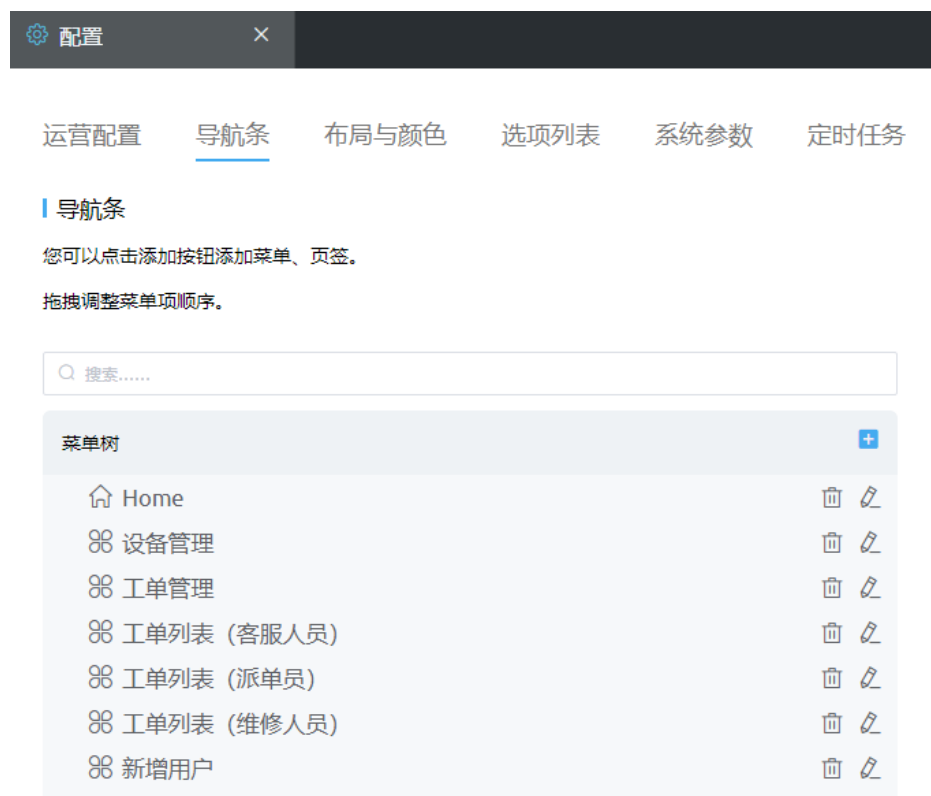 配置
运营配置 导航条 布局与颜色 选项列表 系统参数 定时任务
导航条
您可以点击添加按钮添加菜单、页签。
拖拽调整菜单项顺序。
搜索......
菜单树
Home
设备管理
工单管理
工单列表（客服人员）
工单列表（派单员）
工单列表（维修人员）
新增用户